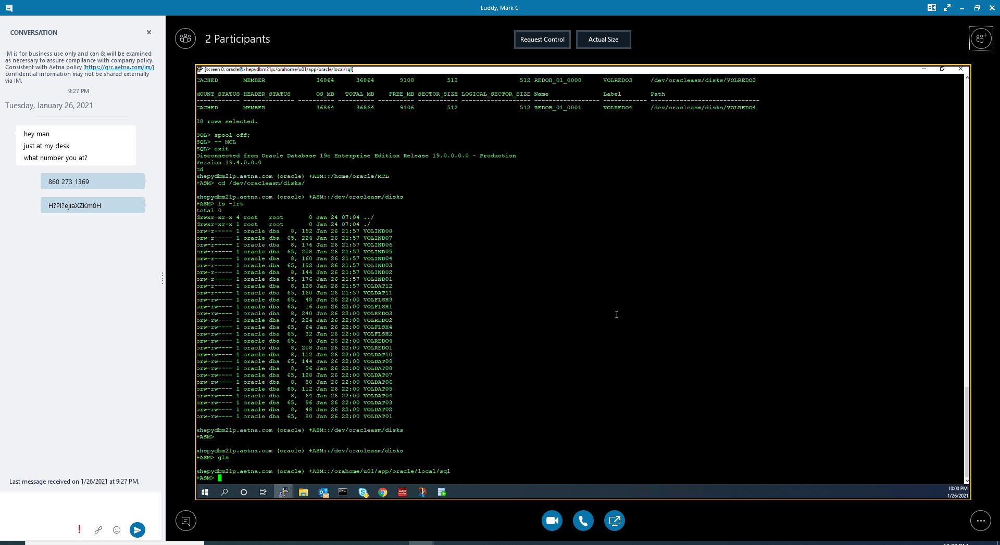 Luddy, Mark C
CONVERSATION
IM is for business use only and can & will be examined
as necessary to assure compliance with company policy.
Consistent with Aetna policy [https://grc.aetna.com/im/]
confidential information may not be shared externally
via IM.
9:27 PM
Tuesday, January 26, 2021
hey man
just at my desk
what number you at?
860 273 1369
H?PI?ejiaXZKm0H
Last message received on 1/26/2021 at 9:27 PM.
2 Participants
Request Control
Actual Size
[screen 0: oracle@xhepydbm21p:/orahome/u01/app/oracle/local/sql]
CACHED MEMBER 36864 36864 9108 512 512 REDOB_01_0000 VOLREDO3 /dev/oracleasm/disks/VOLREDO3
MOUNT_STATUS HEADER_STATUS OS_MB TOTAL_MB FREE_MB SECTOR_SIZE LOGICAL_SECTOR_SIZE Name Label Path
CACHED MEMBER 36864 36864 9106 512 512 REDOB_01_0001 VOLREDO4 /dev/oracleasm/disks/VOLREDO4
28 rows selected.
SQL> spool off;
SQL> -- MCL
SQL> exit
Disconnected from Oracle Database 19c Enterprise Edition Release 19.0.0.0.0 - Production
Version 19.4.0.0.0
cd
xhepydbm21p.aetna.com (oracle) +ASM::/home/oracle/MCL
+ASM> cd /dev/oracleasm/disks/
xhepydbm21p.aetna.com (oracle) +ASM::/dev/oracleasm/disks
+ASM> ls -lrt
total 0
drwxr-xr-x 4 root root 0 Jan 24 07:04 ../
drwxr-xr-x 1 root root 0 Jan 24 07:04 ./
brw-r----- 1 oracle dba 8, 192 Jan 26 21:57 VOLIND08
brw-r----- 1 oracle dba 65, 224 Jan 26 21:57 VOLIND07
brw-r----- 1 oracle dba 8, 176 Jan 26 21:57 VOLIND06
brw-r----- 1 oracle dba 65, 208 Jan 26 21:57 VOLIND05
brw-r----- 1 oracle dba 8, 160 Jan 26 21:57 VOLIND04
brw-r----- 1 oracle dba 65, 192 Jan 26 21:57 VOLIND03
brw-r----- 1 oracle dba 8, 144 Jan 26 21:57 VOLIND02
brw-r----- 1 oracle dba 65, 176 Jan 26 21:57 VOLIND01
brw-r----- 1 oracle dba 8, 128 Jan 26 21:57 VOLDAT12
brw-r----- 1 oracle dba 65, 160 Jan 26 21:57 VOLDAT11
brw-rw---- 1 oracle dba 65, 48 Jan 26 22:00 VOLFLSH3
brw-rw---- 1 oracle dba 65, 16 Jan 26 22:00 VOLFLSH1
brw-rw---- 1 oracle dba 8, 240 Jan 26 22:00 VOLREDO3
brw-rw---- 1 oracle dba 8, 224 Jan 26 22:00 VOLREDO2
brw-rw---- 1 oracle dba 65, 64 Jan 26 22:00 VOLFLSH4
brw-rw---- 1 oracle dba 65, 32 Jan 26 22:00 VOLFLSH2
brw-rw---- 1 oracle dba 65, 0 Jan 26 22:00 VOLREDO4
brw-rw---- 1 oracle dba 8, 208 Jan 26 22:00 VOLREDO1
brw-rw---- 1 oracle dba 8, 112 Jan 26 22:00 VOLDAT10
brw-rw---- 1 oracle dba 65, 144 Jan 26 22:00 VOLDAT09
brw-rw---- 1 oracle dba 8, 96 Jan 26 22:00 VOLDAT08
brw-rw---- 1 oracle dba 65, 128 Jan 26 22:00 VOLDAT07
brw-rw---- 1 oracle dba 8, 80 Jan 26 22:00 VOLDAT06
brw-rw---- 1 oracle dba 65, 112 Jan 26 22:00 VOLDAT05
brw-rw---- 1 oracle dba 8, 64 Jan 26 22:00 VOLDAT04
brw-rw---- 1 oracle dba 65, 96 Jan 26 22:00 VOLDAT03
brw-rw---- 1 oracle dba 8, 48 Jan 26 22:00 VOLDAT02
brw-rw---- 1 oracle dba 65, 80 Jan 26 22:00 VOLDAT01
xhepydbm21p.aetna.com (oracle) +ASM::/dev/oracleasm/disks
+ASM>
xhepydbm21p.aetna.com (oracle) +ASM::/dev/oracleasm/disks
+ASM> gls
xhepydbm21p.aetna.com (oracle) +ASM::/orahome/u01/app/oracle/local/sql
+ASM>
10:00 PM
1/26/2021